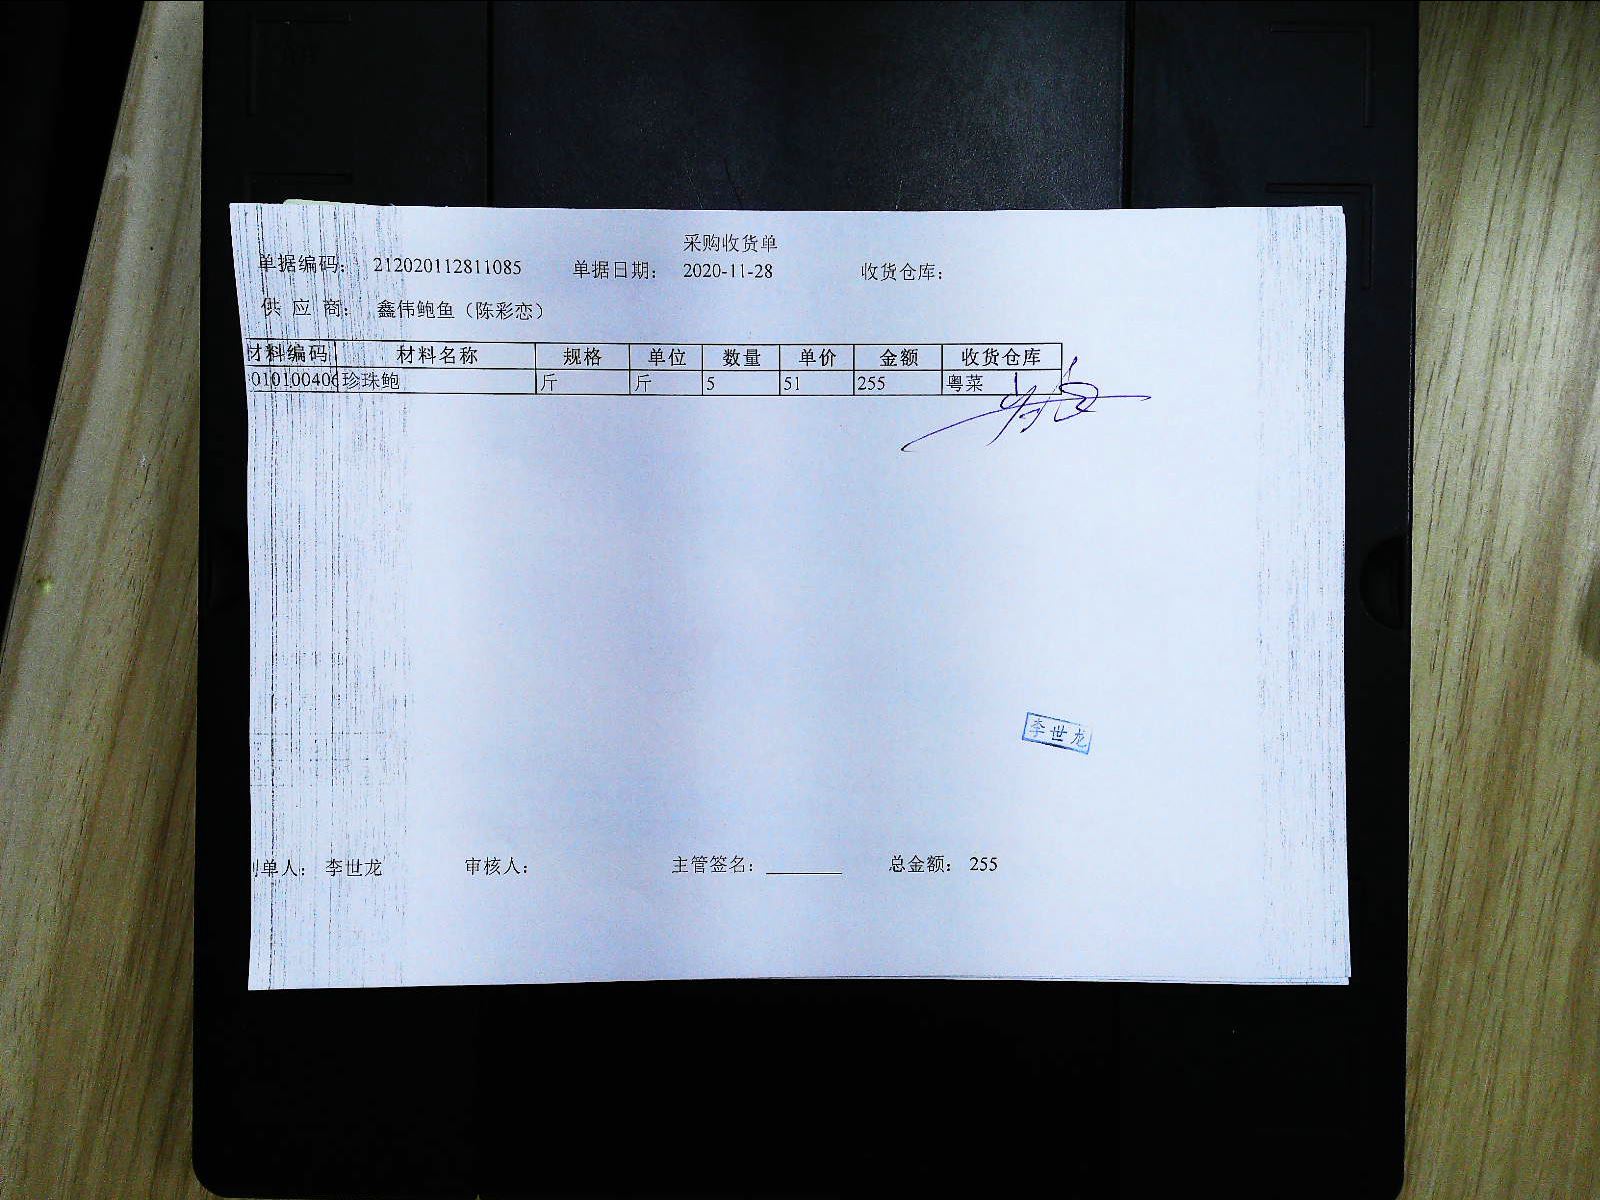 采购收货单
单据编码： 212020112811085 单据日期： 2020-11-28 收货仓库：
供 应 商： 鑫伟鲍鱼（陈彩恋）
材料编码 材料名称 规格 单位 数量 单价 金额 收货仓库
010100406 珍珠鲍 斤 斤 5 51 255 粤菜
李世龙
单人： 李世龙 审核人： 主管签名： 总金额： 255